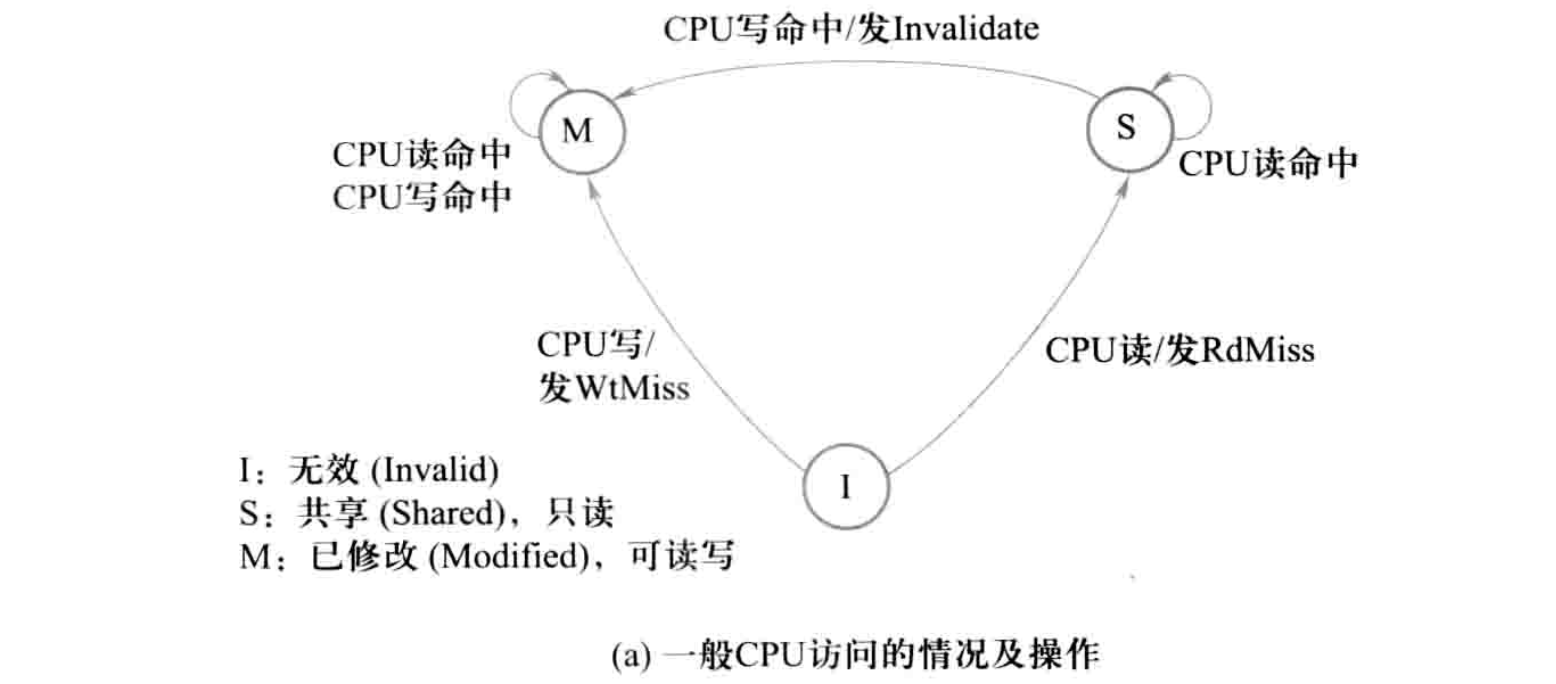 CPU写命中/发Invalidate
M
S
CPU读命中
CPU写命中
CPU读命中
CPU写/
发WtMiss
CPU读/发RdMiss
I
I：无效 (Invalid)
S：共享 (Shared)，只读
M：已修改 (Modified)，可读写
(a) 一般CPU访问的情况及操作